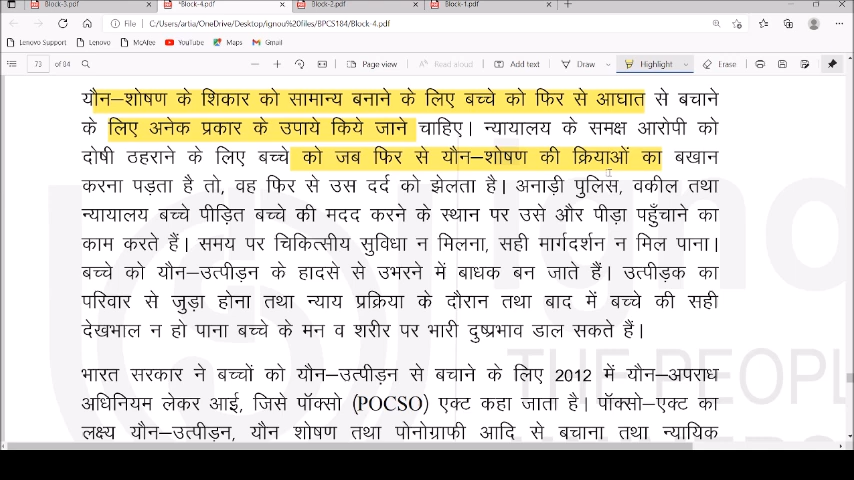 Block-3.pdf
*Block-4.pdf
Block-2.pdf
Block-1.pdf
File
C:/Users/artia/OneDrive/Desktop/ignou%20files/BPCS184/Block-4.pdf
Lenovo Support
Lenovo
McAfee
YouTube
Maps
Gmail
73 of 84
Page view
Read aloud
Add text
Draw
Highlight
Erase
यौन–शोषण के शिकार को सामान्य बनाने के लिए बच्चे को फिर से आघात से बचाने
के लिए अनेक प्रकार के उपाये किये जाने चाहिए। न्यायालय के समक्ष आरोपी को
दोषी ठहराने के लिए बच्चे को जब फिर से यौन–शोषण की क्रियाओं का बखान
करना पड़ता है तो, वह फिर से उस दर्द को झेलता है। अनाड़ी पुलिस, वकील तथा
न्यायालय बच्चे पीड़ित बच्चे की मदद करने के स्थान पर उसे और पीड़ा पहुँचाने का
काम करते हैं। समय पर चिकित्सीय सुविधा न मिलना, सही मार्गदर्शन न मिल पाना।
बच्चे को यौन–उत्पीड़न के हादसे से उभरने में बाधक बन जाते हैं। उत्पीड़क का
परिवार से जुड़ा होना तथा न्याय प्रक्रिया के दौरान तथा बाद में बच्चे की सही
देखभाल न हो पाना बच्चे के मन व शरीर पर भारी दुष्प्रभाव डाल सकते हैं।
भारत सरकार ने बच्चों को यौन–उत्पीड़न से बचाने के लिए 2012 में यौन–अपराध
अधिनियम लेकर आई, जिसे पॉक्सो (POCSO) एक्ट कहा जाता है। पॉक्सो–एक्ट का
लक्ष्य यौन–उत्पीड़न, यौन शोषण तथा पोनोग्राफी आदि से बचाना तथा न्यायिक
ignou
THE PEOPL